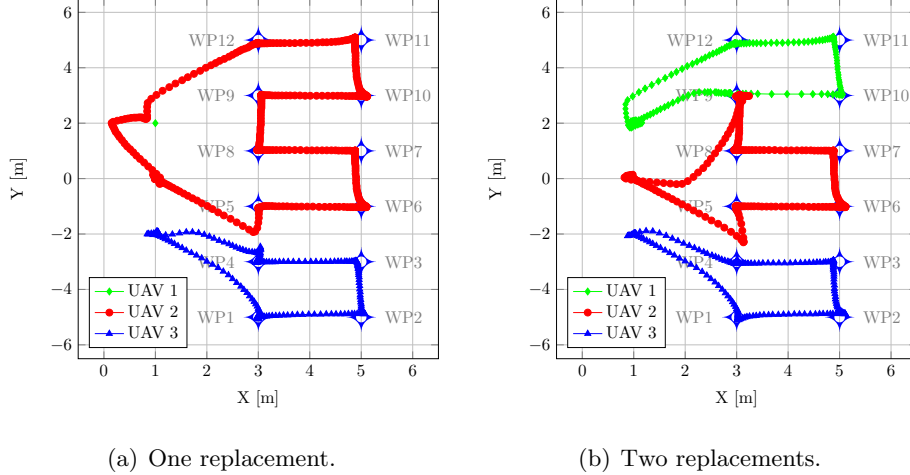 6
4
2
0
−2
−4
−6
Y [m]
WP12
WP11
WP9
WP10
WP8
WP7
WP5
WP6
WP4
WP3
WP1
WP2
UAV 1
UAV 2
UAV 3
0 1 2 3 4 5 6
X [m]
(a) One replacement.
6
4
2
0
−2
−4
−6
Y [m]
WP12
WP11
WP9
WP10
WP8
WP7
WP5
WP6
WP4
WP3
WP1
WP2
UAV 1
UAV 2
UAV 3
0 1 2 3 4 5 6
X [m]
(b) Two replacements.